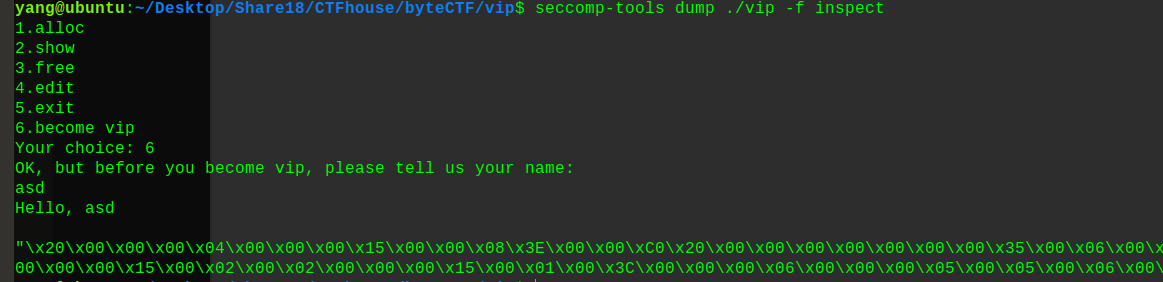 yang@ubuntu:~/Desktop/Share18/CTFhouse/byteCTF/vip$ seccomp-tools dump ./vip -f inspect
1.alloc
2.show
3.free
4.edit
5.exit
6.become vip
Your choice: 6
OK, but before you become vip, please tell us your name:
asd
Hello, asd
"\x20\x00\x00\x00\x04\x00\x00\x00\x15\x00\x00\x08\x3E\x00\x00\xC0\x20\x00\x00\x00\x00\x00\x00\x00\x35\x00\x06\x00\x
00\x00\x00\x15\x00\x02\x00\x02\x00\x00\x00\x15\x00\x01\x00\x3C\x00\x00\x00\x06\x00\x00\x00\x05\x00\x05\x00\x06\x00\